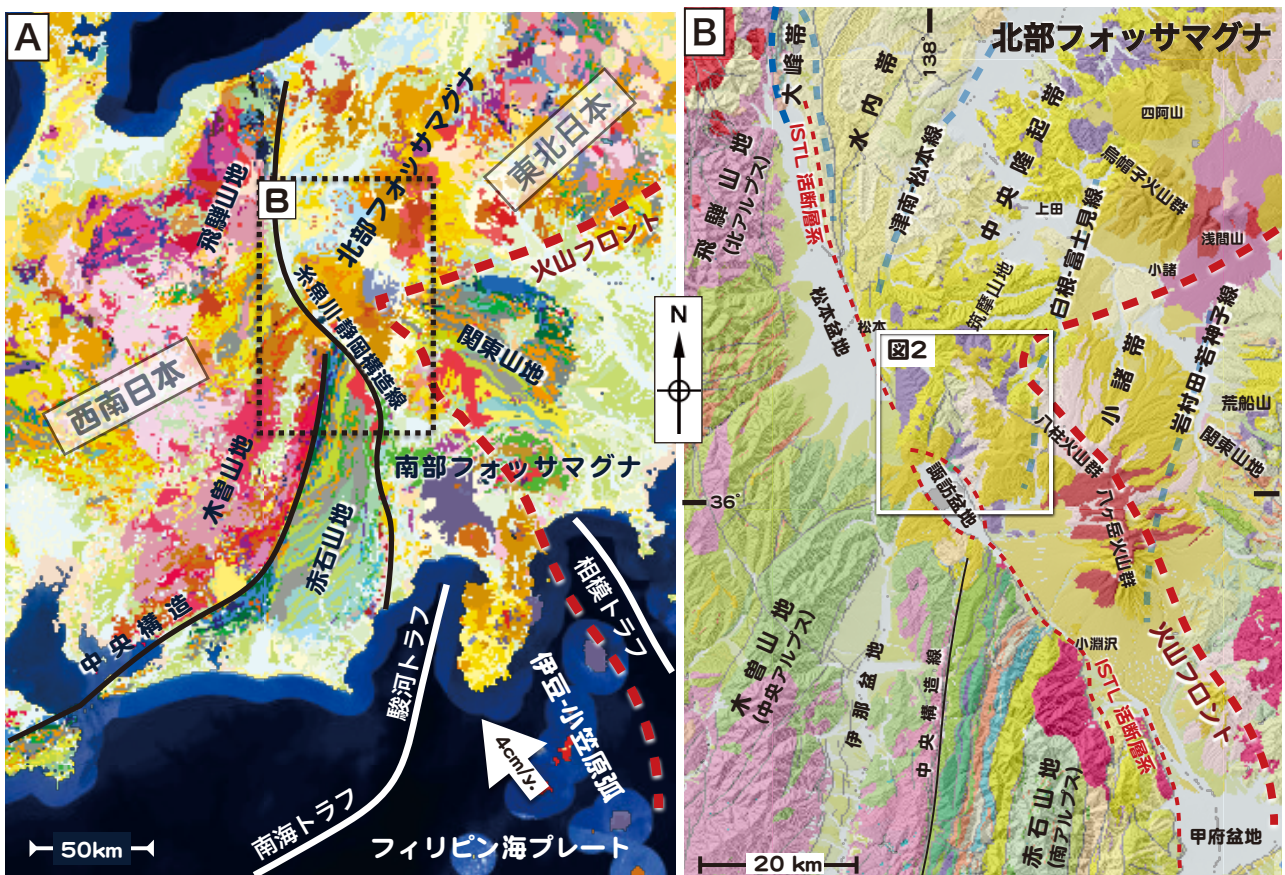 A
飛騨山地
北部フォッサマグナ
東北日本
B
火山フロント
糸魚川-静岡構造線
関東山地
西南日本
木曽山地
南部フォッサマグナ
赤石山地
中央構造
相模トラフ
駿河トラフ
伊豆-小笠原弧
4cm/y.
南海トラフ
フィリピン海プレート
50km
N
B
北部フォッサマグナ
138°
大峰帯
水内帯
ISTL 活断層系
津南-松本線
中央隆起帯
四阿山
烏帽子火山群
飛騨山地
(北アルプス)
上田
白根-富士見線
浅間山
小諸
松本盆地
松本
筑摩山地
図2
小諸帯
岩村田-若神子線
荒船山
関東山地
八柱火山群
八ヶ岳火山群
諏訪盆地
36°
木曽山地
(中央アルプス)
伊那盆地
中央構造線
小淵沢
ISTL 活断層系
火山フロント
赤石山地
(南アルプス)
甲府盆地
20 km